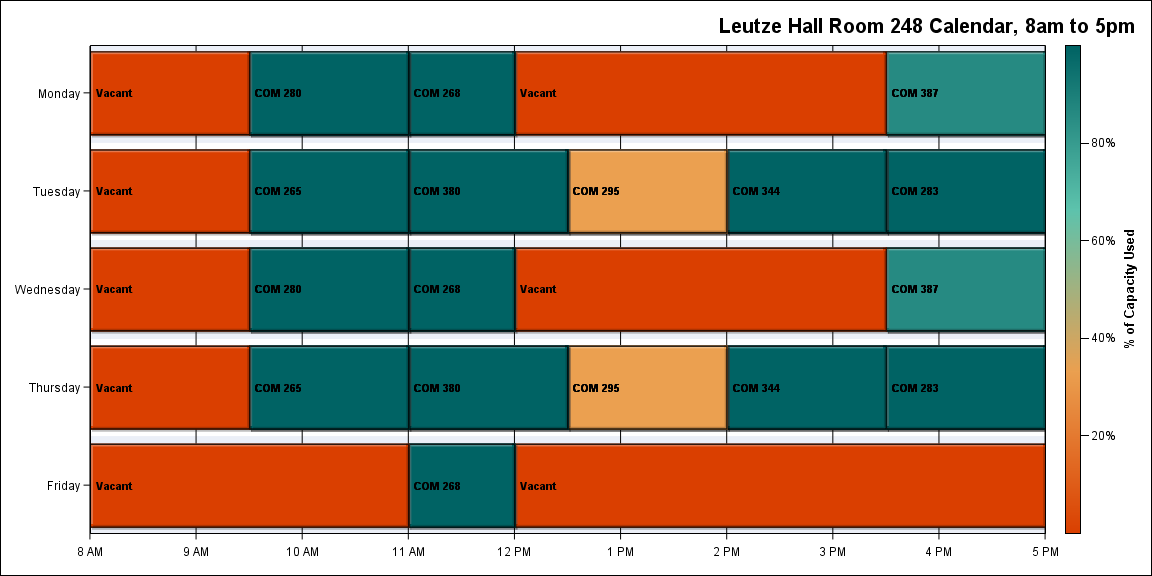 Leutze Hall Room 248 Calendar, 8am to 5pm
Monday
Vacant
COM 280
COM 268
Vacant
COM 387
Tuesday
Vacant
COM 265
COM 380
COM 295
COM 344
COM 283
Wednesday
Vacant
COM 280
COM 268
Vacant
COM 387
Thursday
Vacant
COM 265
COM 380
COM 295
COM 344
COM 283
Friday
Vacant
COM 268
Vacant
8 AM
9 AM
10 AM
11 AM
12 PM
1 PM
2 PM
3 PM
4 PM
5 PM
80%
60%
40%
20%
% of Capacity Used